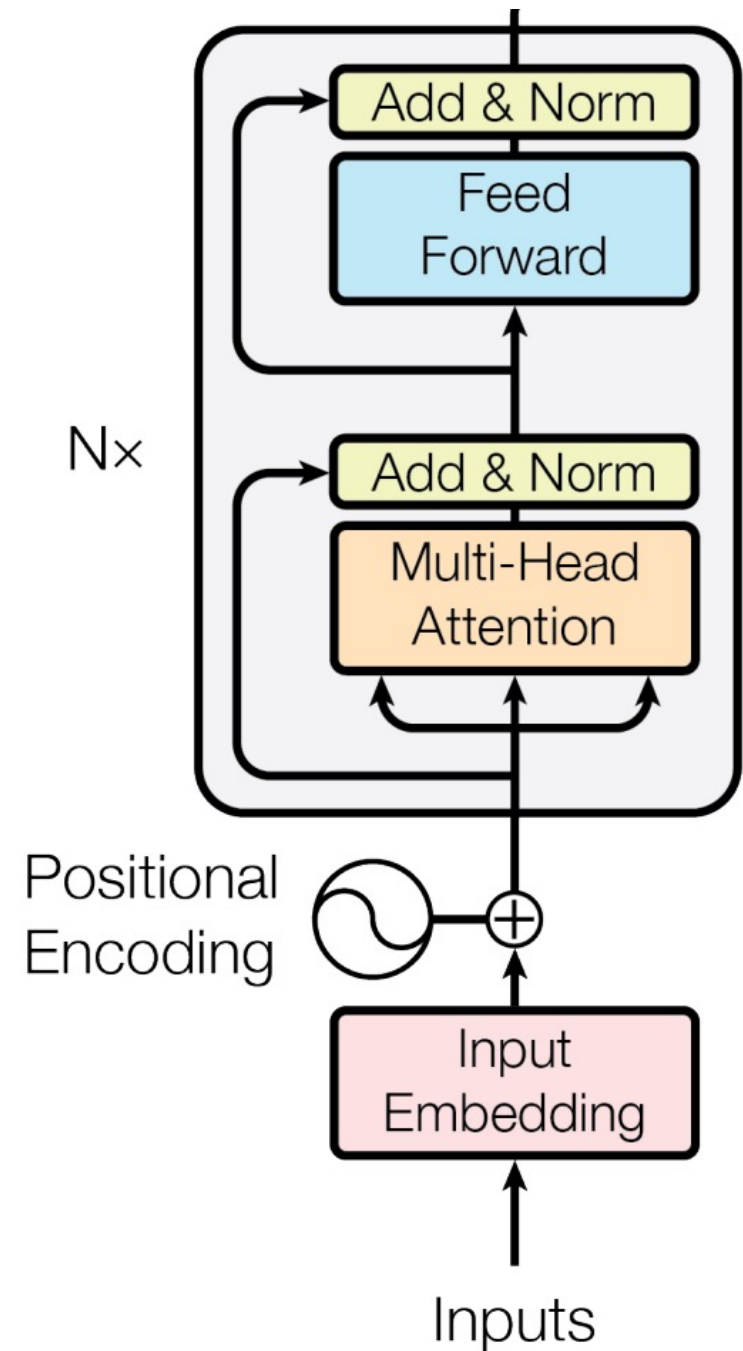 Add & Norm
Feed
Forward
N×
Add & Norm
Multi-Head
Attention
Positional
Encoding
Input
Embedding
Inputs